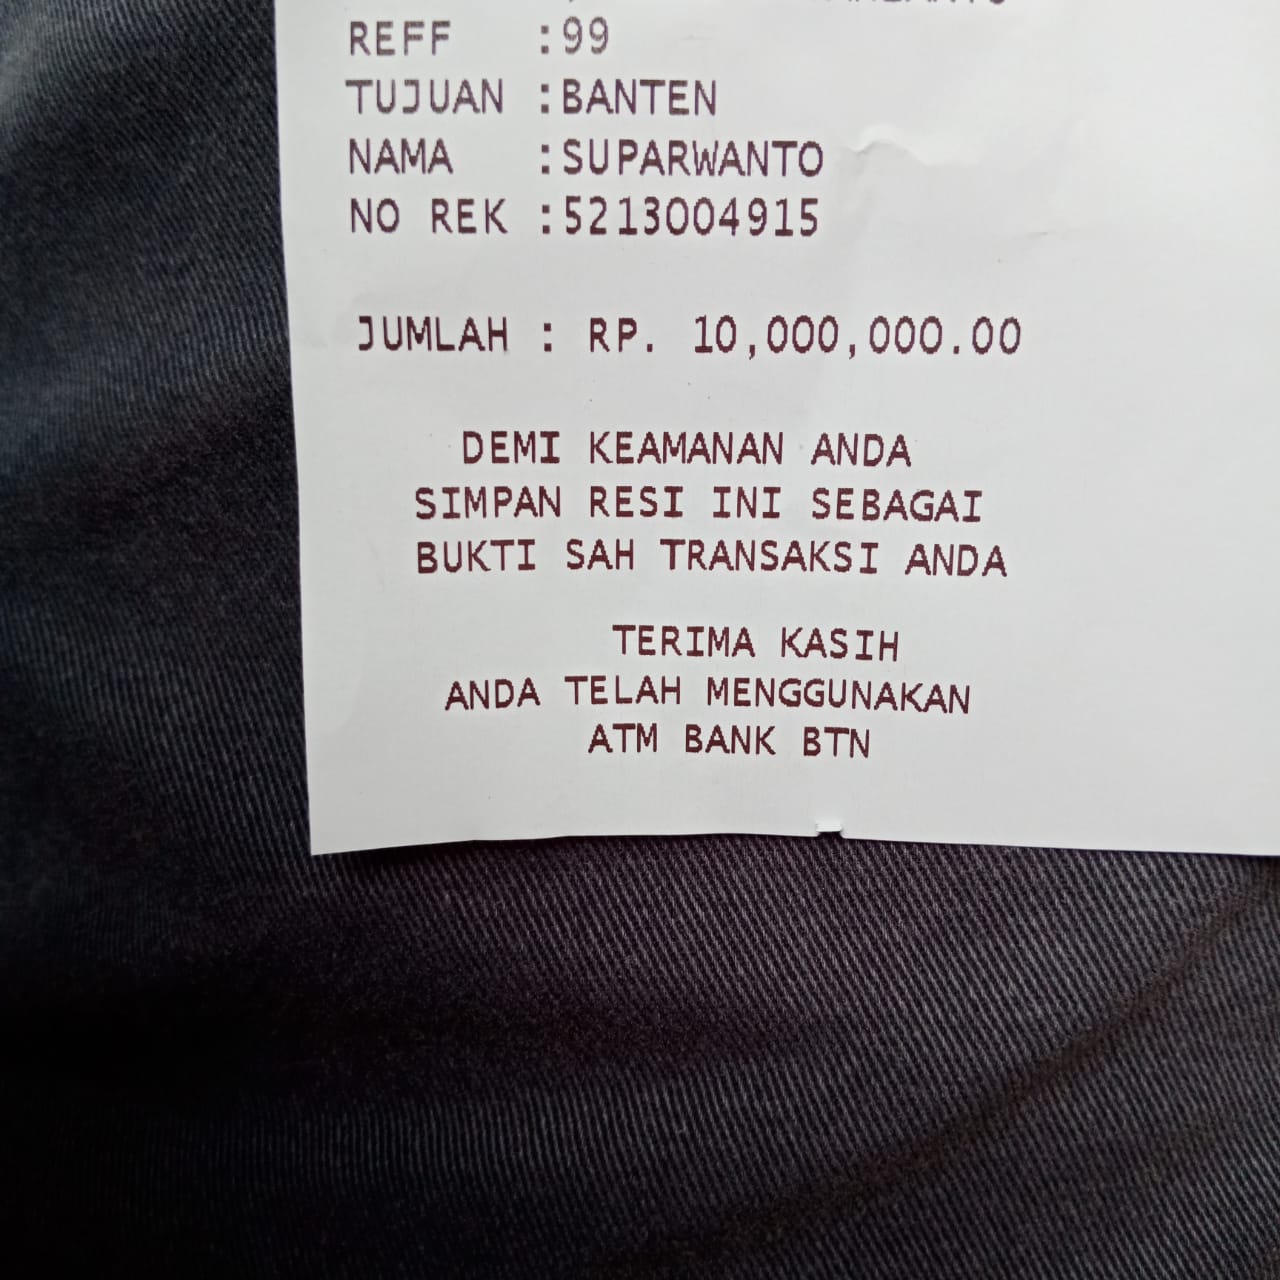 REFF :99
TUJUAN :BANTEN
NAMA :SUPARWANTO
NO REK :5213004915
JUMLAH : RP. 10,000,000.00
DEMI KEAMANAN ANDA
SIMPAN RESI INI SEBAGAI
BUKTI SAH TRANSAKSI ANDA
TERIMA KASIH
ANDA TELAH MENGGUNAKAN
ATM BANK BTN